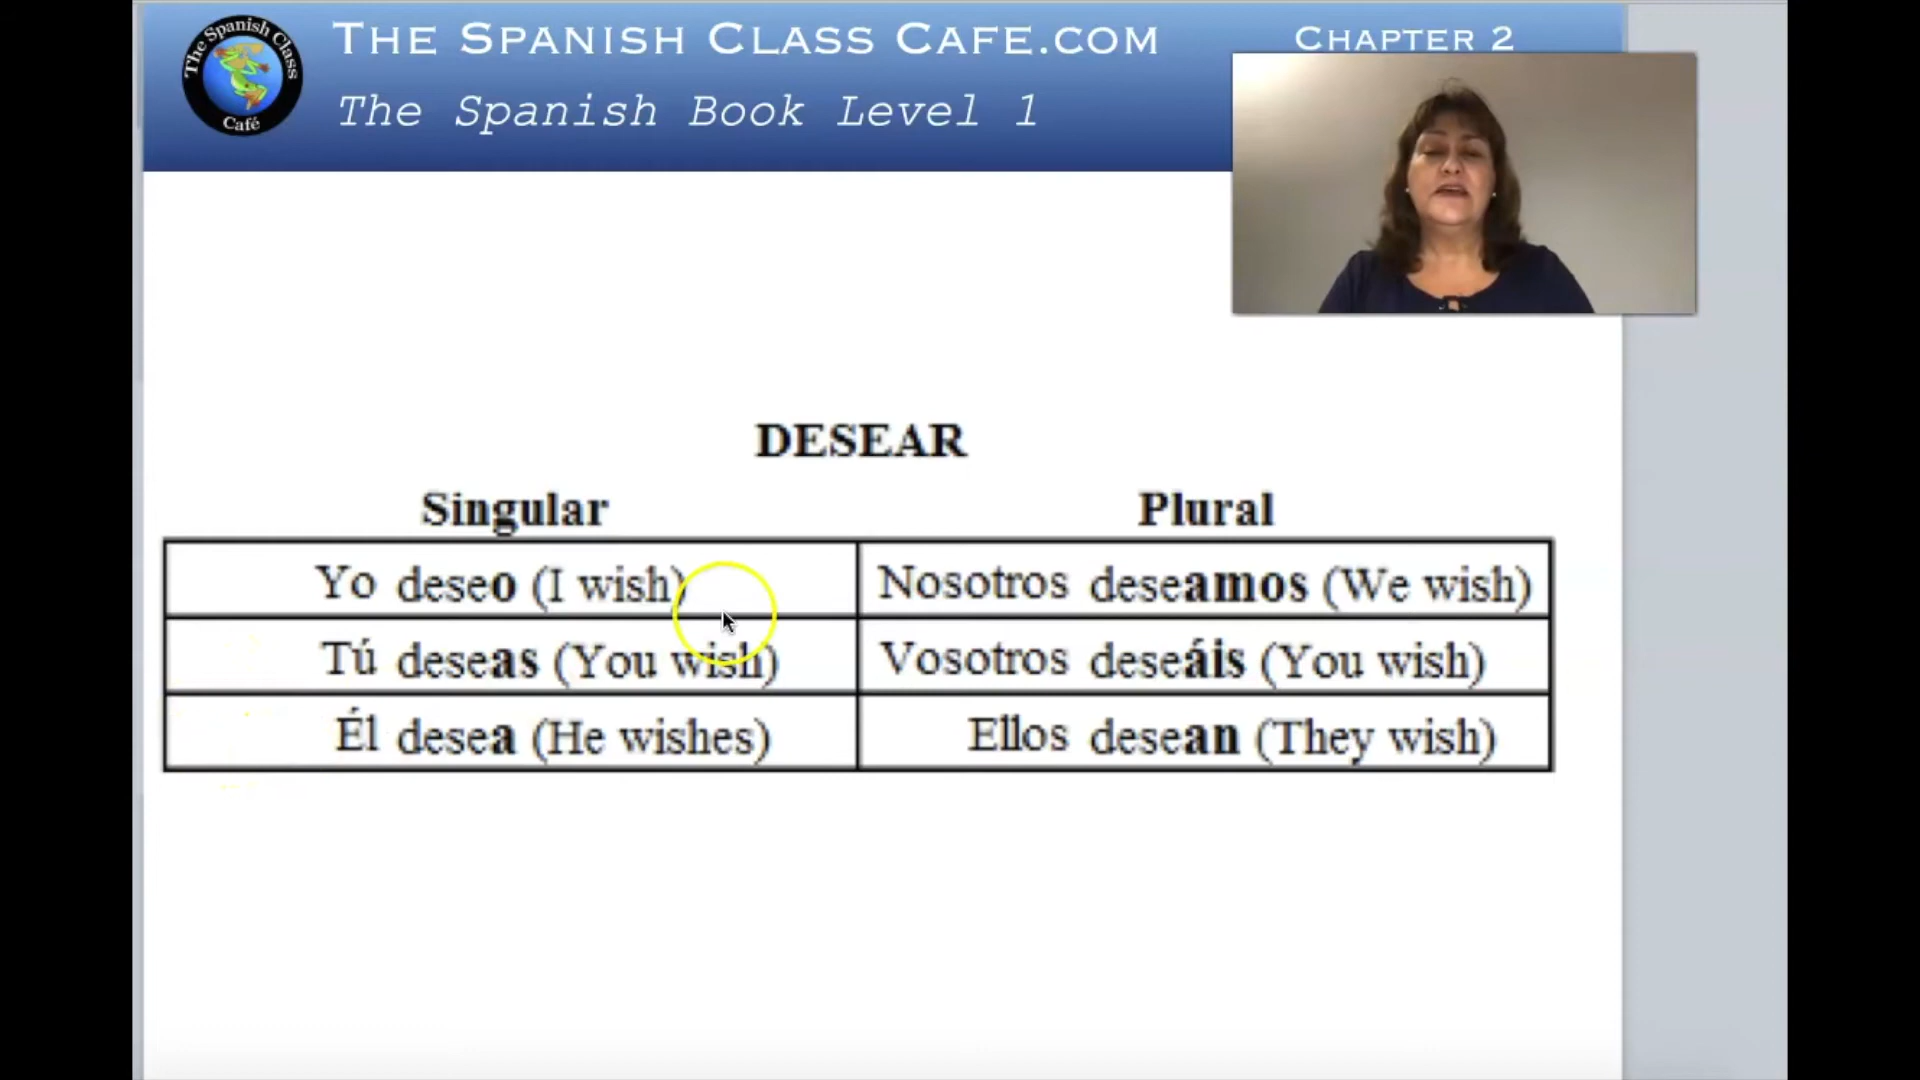 The Spanish Class
Café
THE SPANISH CLASS CAFE.COM
CHAPTER 2
The Spanish Book Level 1
DESEAR
Singular
Plural
Yo deseo (I wish)
Nosotros deseamos (We wish)
Tú deseas (You wish)
Vosotros deseáis (You wish)
Él desea (He wishes)
Ellos desean (They wish)